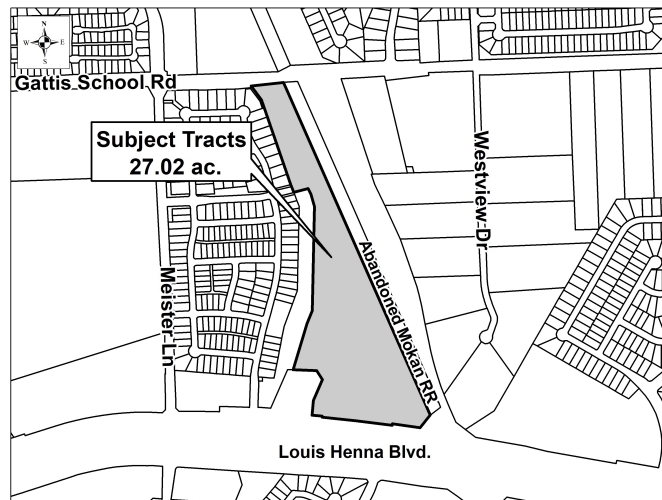 N
W E
S
Gattis School Rd
Subject Tracts
27.02 ac.
Westview Dr
Abandoned Mokan RR
Meister Ln
Louis Henna Blvd.